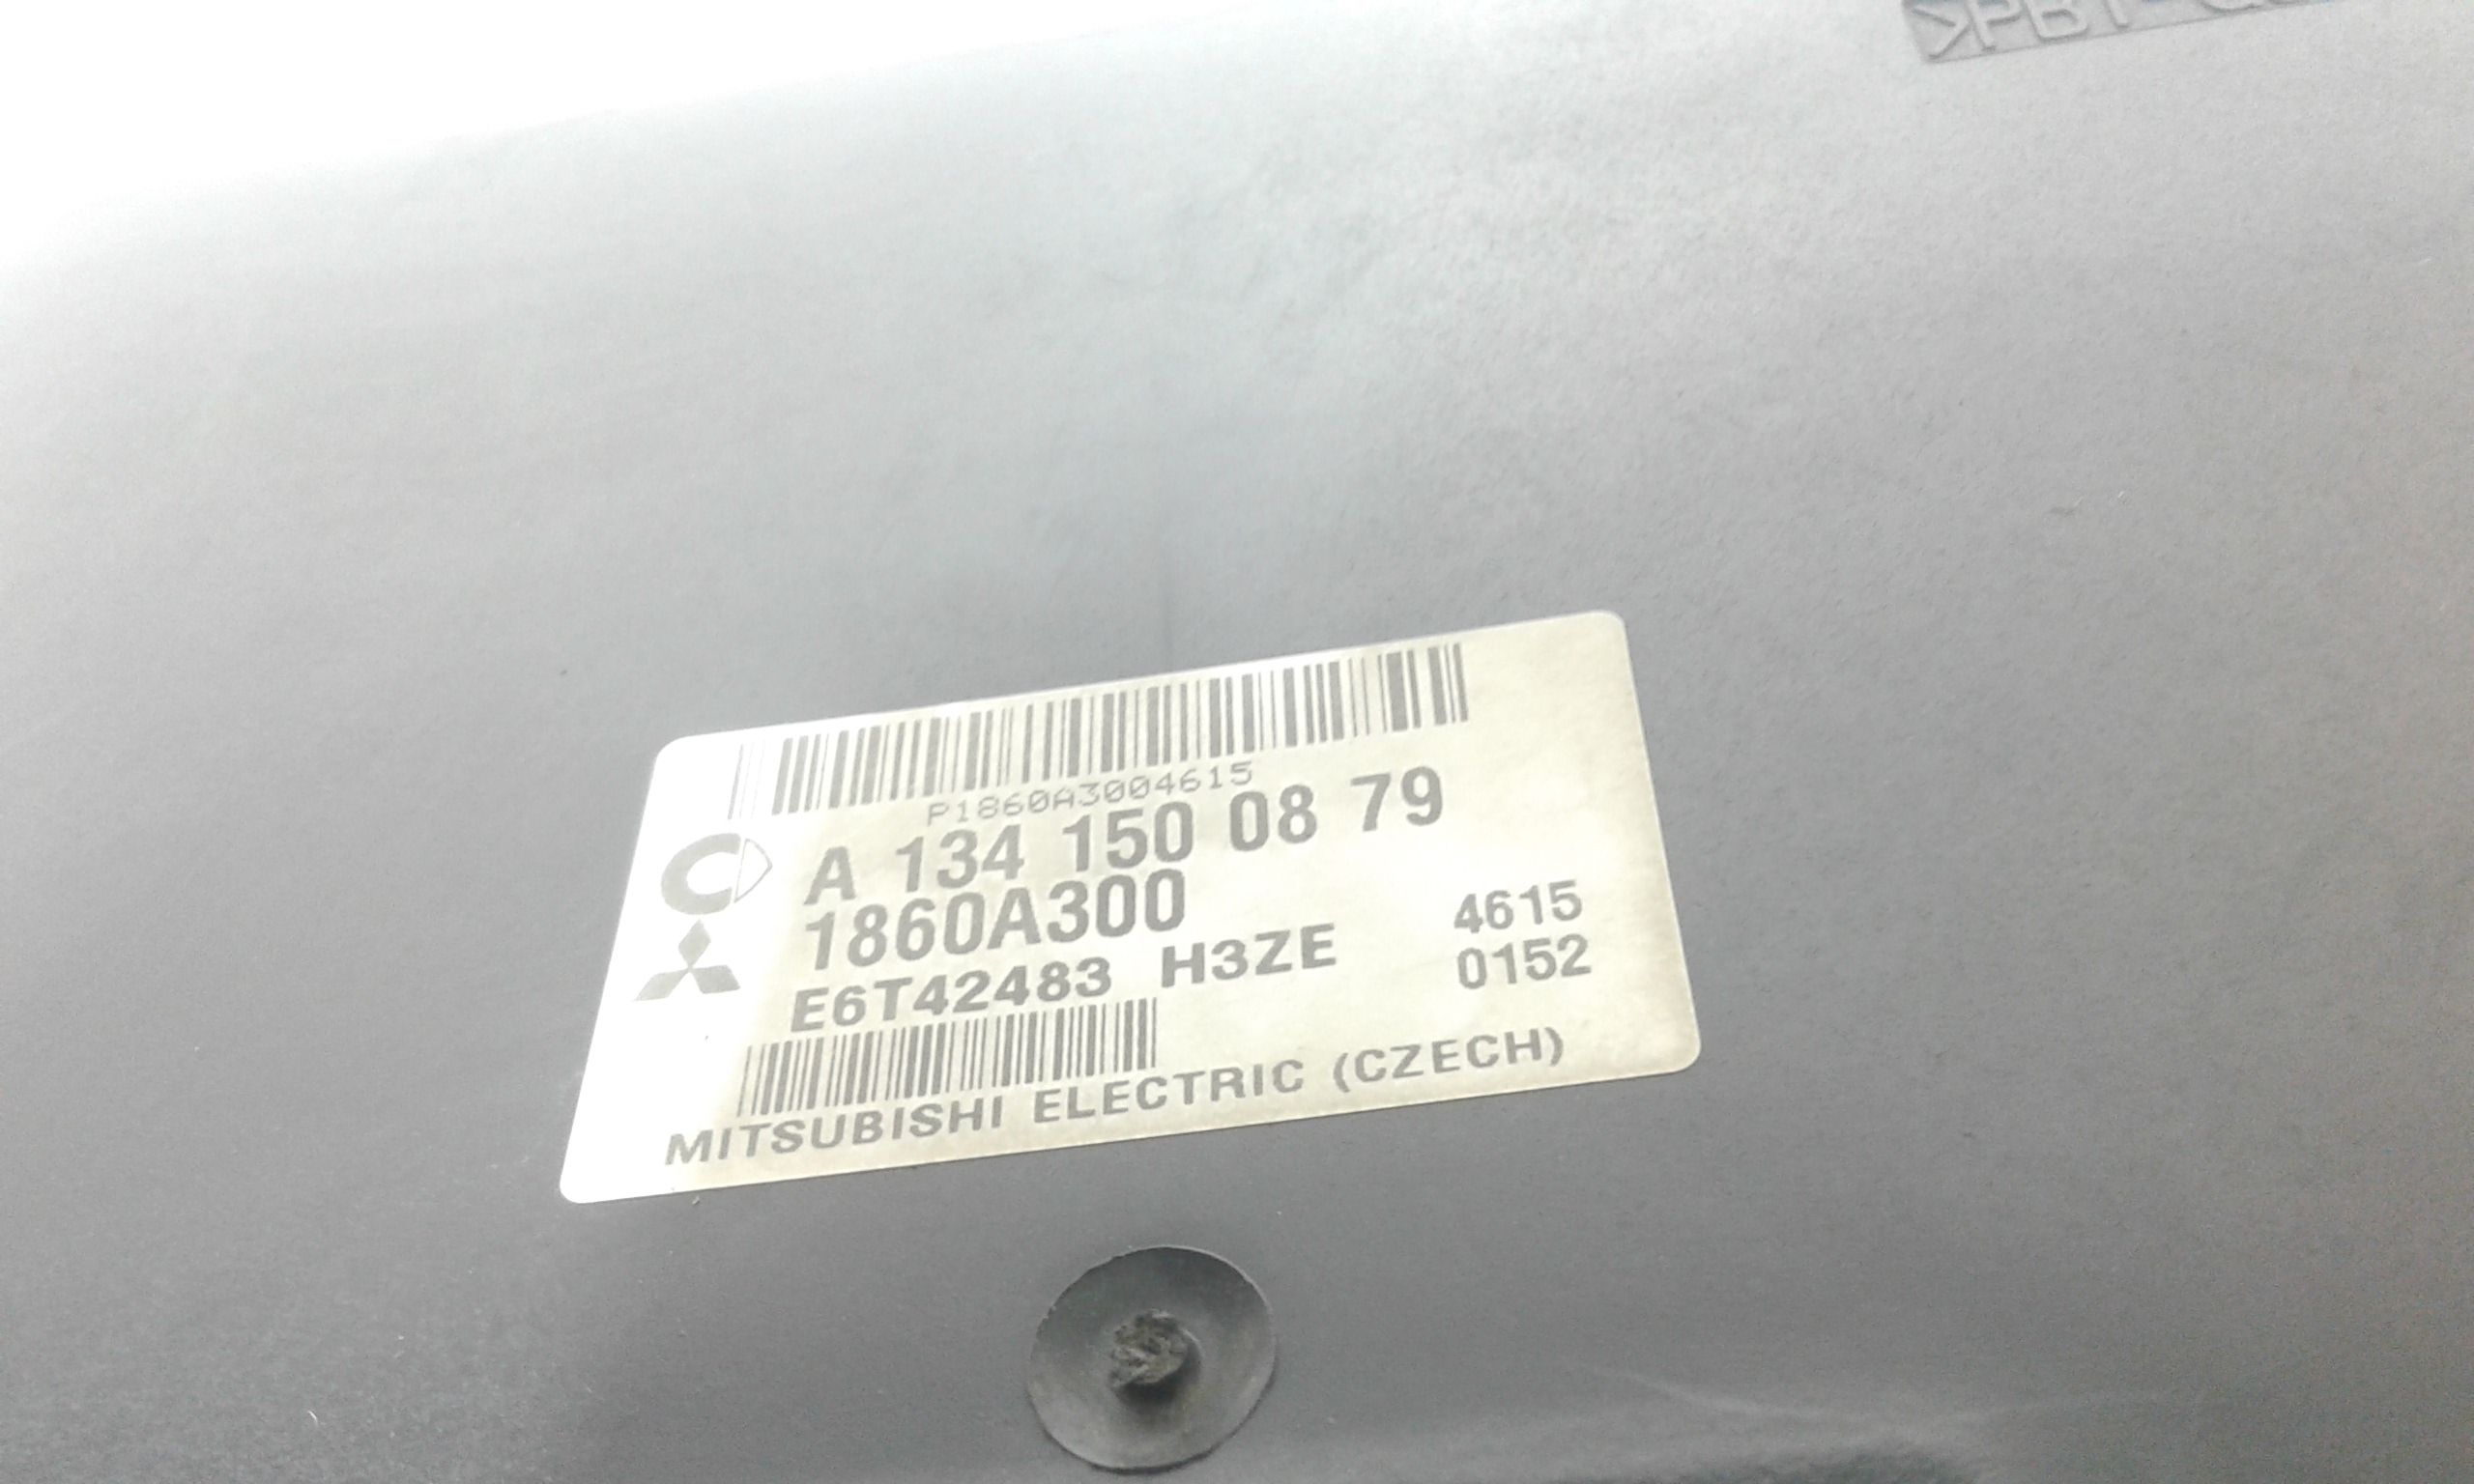 >PBT-G
P1860A3004615
A 134 150 08 79
1860A300 4615
E6T42483 H3ZE 0152
MITSUBISHI ELECTRIC (CZECH)